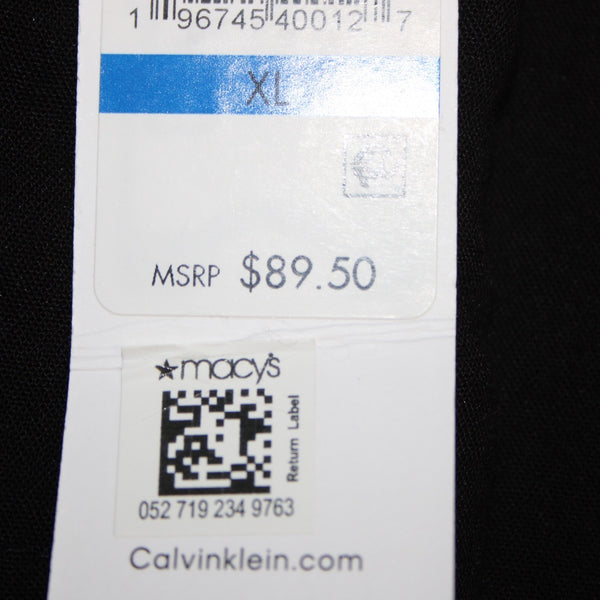 1 96745 40012 7
XL
MSRP $89.50
★macy's
Return Label
052 719 234 9763
Calvinklein.com